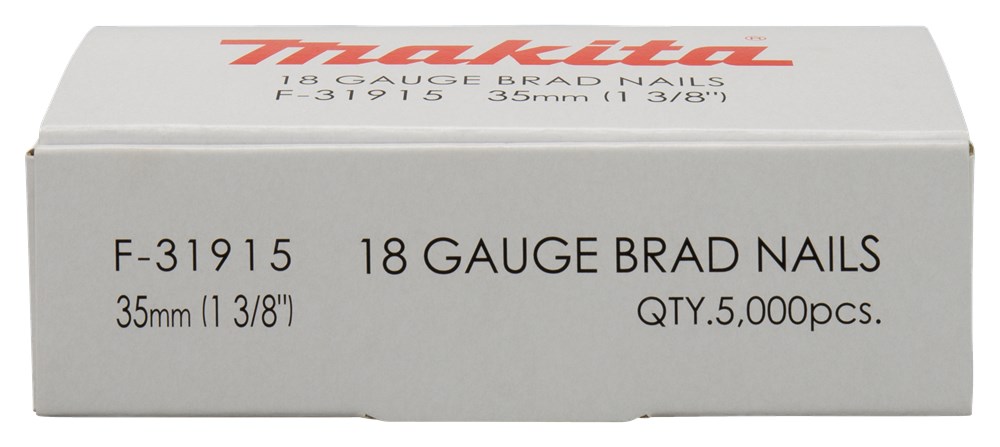 makita®
18 GAUGE BRAD NAILS
F-31915 35mm (1 3/8")
F-31915 18 GAUGE BRAD NAILS
35mm (1 3/8") QTY.5,000pcs.